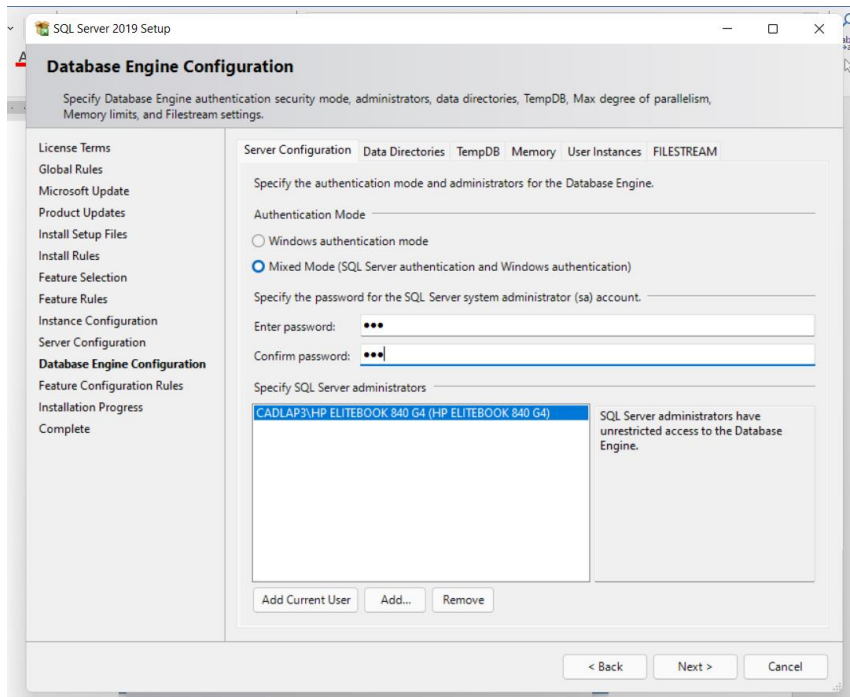 SQL Server 2019 Setup
Database Engine Configuration
Specify Database Engine authentication security mode, administrators, data directories, TempDB, Max degree of parallelism,
Memory limits, and Filestream settings.
License Terms
Global Rules
Microsoft Update
Product Updates
Install Setup Files
Install Rules
Feature Selection
Feature Rules
Instance Configuration
Server Configuration
Database Engine Configuration
Feature Configuration Rules
Installation Progress
Complete
Server Configuration Data Directories TempDB Memory User Instances FILESTREAM
Specify the authentication mode and administrators for the Database Engine.
Authentication Mode
Windows authentication mode
Mixed Mode (SQL Server authentication and Windows authentication)
Specify the password for the SQL Server system administrator (sa) account.
Enter password: •••
Confirm password: •••
Specify SQL Server administrators
CADLAP3\HP ELITEBOOK 840 G4 (HP ELITEBOOK 840 G4)
SQL Server administrators have
unrestricted access to the Database
Engine.
Add Current User Add... Remove
< Back Next > Cancel